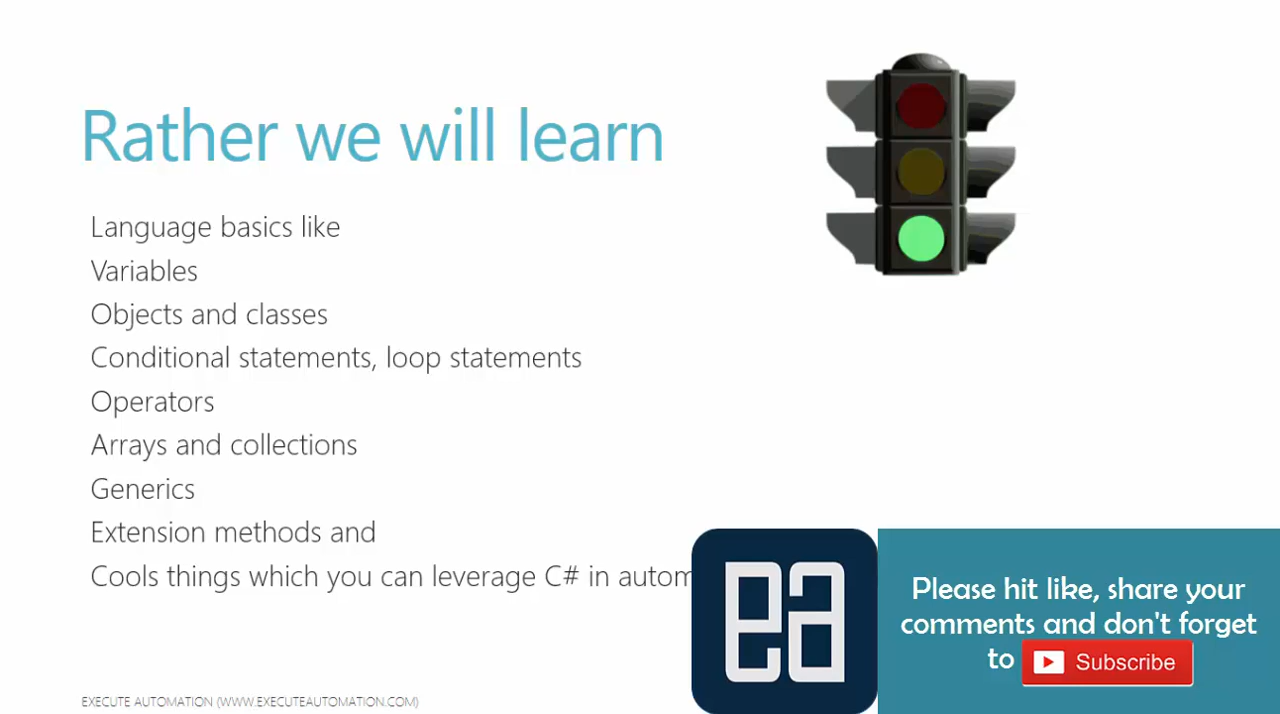 Rather we will learn
Language basics like
Variables
Objects and classes
Conditional statements, loop statements
Operators
Arrays and collections
Generics
Extension methods and
Cools things which you can leverage C# in autom
ea
Please hit like, share your
comments and don't forget
to Subscribe
EXECUTE AUTOMATION (WWW.EXECUTEAUTOMATION.COM)